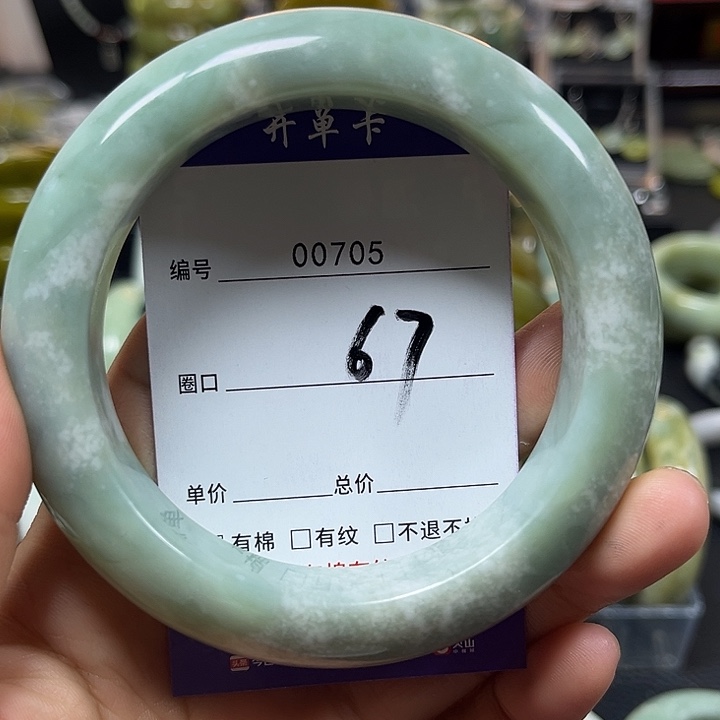 开单卡
编号 00705
圈口 67
单价 总价
有棉 □有纹 □不退不